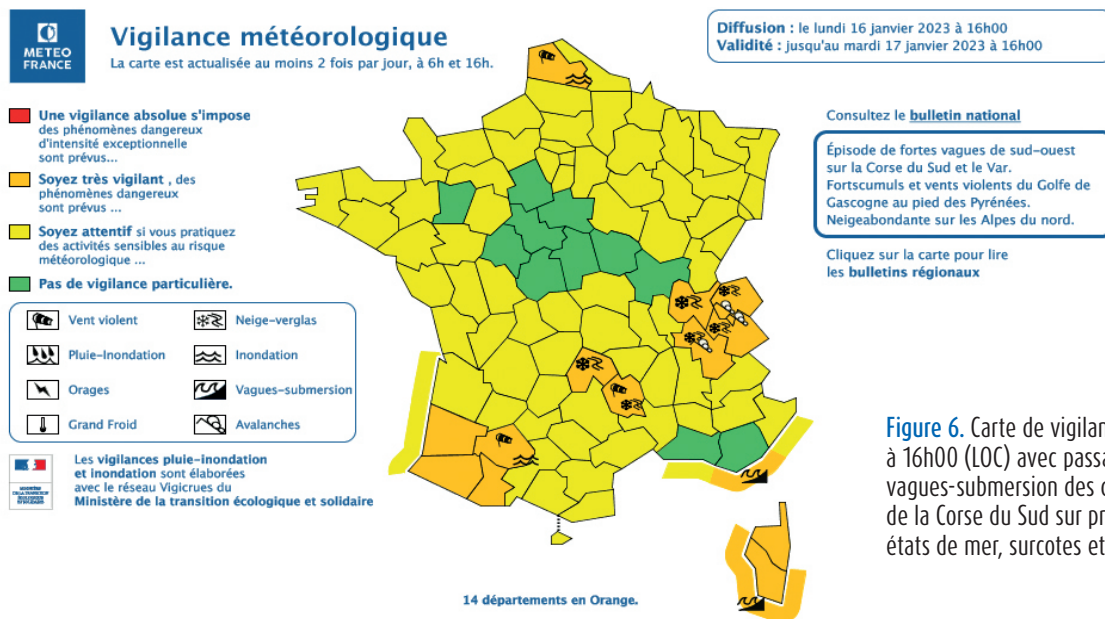 METEO
FRANCE
Vigilance météorologique
La carte est actualisée au moins 2 fois par jour, à 6h et 16h.
Diffusion : le lundi 16 janvier 2023 à 16h00
Validité : jusqu'au mardi 17 janvier 2023 à 16h00
Une vigilance absolue s'impose
des phénomènes dangereux
d'intensité exceptionnelle
sont prévus...
Soyez très vigilant , des
phénomènes dangereux
sont prévus ...
Soyez attentif si vous pratiquez
des activités sensibles au risque
météorologique ...
Pas de vigilance particulière.
Vent violent
Neige-verglas
Pluie-Inondation
Inondation
Orages
Vagues-submersion
Grand Froid
Avalanches
Les vigilances pluie-inondation
et inondation sont élaborées
avec le réseau Vigicrues du
Ministère de la transition écologique et solidaire
14 départements en Orange.
Consultez le bulletin national
Épisode de fortes vagues de sud-ouest
sur la Corse du Sud et le Var.
Fortscumuls et vents violents du Golfe de
Gascogne au pied des Pyrénées.
Neigeabondante sur les Alpes du nord.
Cliquez sur la carte pour lire
les bulletins régionaux
Figure 6. Carte de vigilan
à 16h00 (LOC) avec passa
vagues-submersion des
de la Corse du Sud sur pr
états de mer, surcotes et